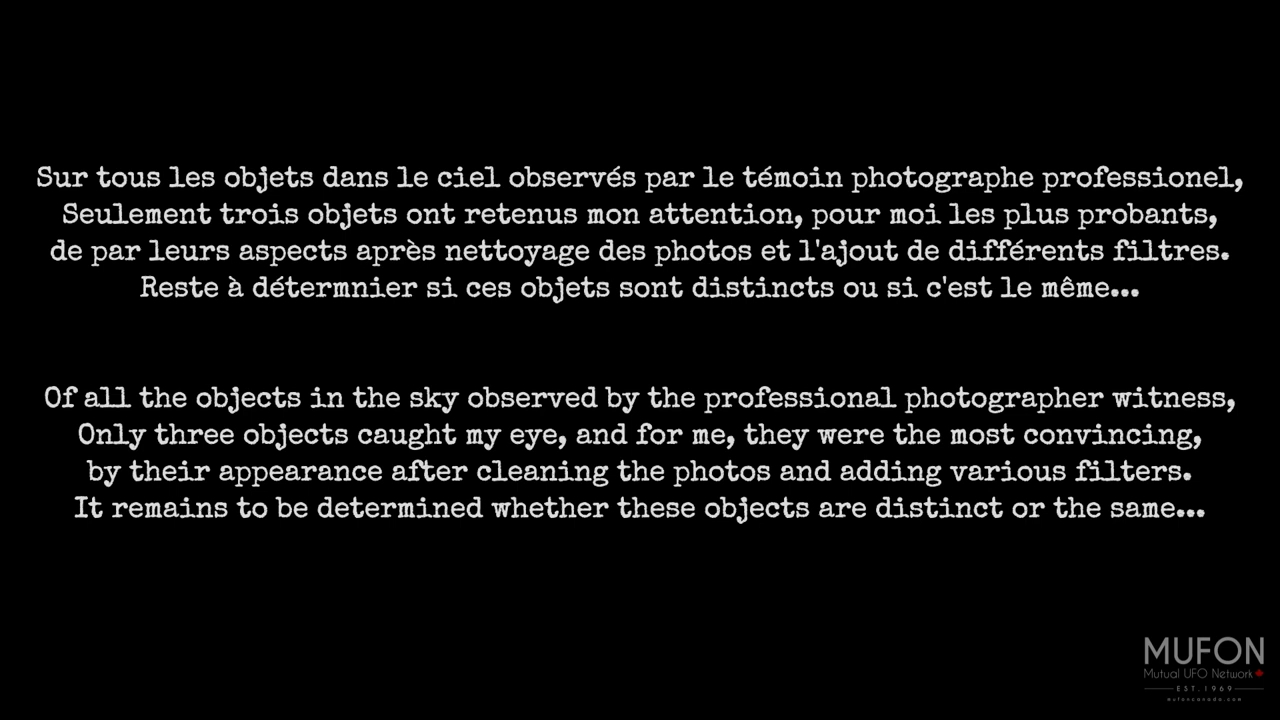 Sur tous les objets dans le ciel observés par le témoin photographe professionel,
Seulement trois objets ont retenus mon attention, pour moi les plus probants,
de par leurs aspects après nettoyage des photos et l'ajout de différents filtres.
Reste à détermnier si ces objets sont distincts ou si c'est le même...
Of all the objects in the sky observed by the professional photographer witness,
Only three objects caught my eye, and for me, they were the most convincing,
by their appearance after cleaning the photos and adding various filters.
It remains to be determined whether these objects are distinct or the same...
MUFON
Mutual UFO Network
EST. 1969
mufoncanada.com